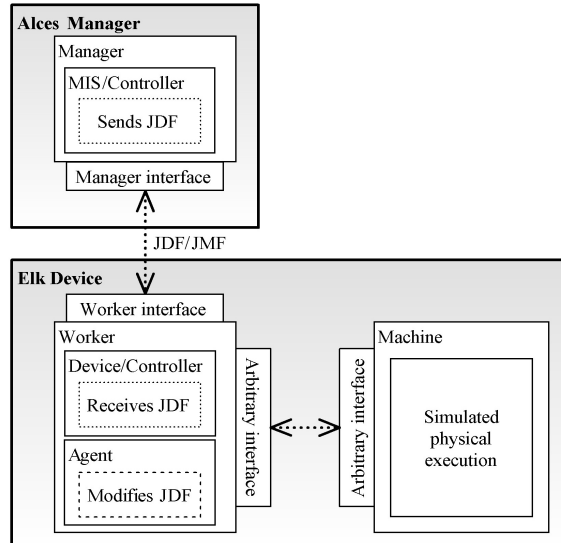 Alces Manager
Manager
MIS/Controller
Sends JDF
Manager interface
JDF/JMF
Elk Device
Worker interface
Worker
Device/Controller
Receives JDF
Agent
Modifies JDF
Arbitrary interface
Arbitrary interface
Machine
Simulated
physical
execution